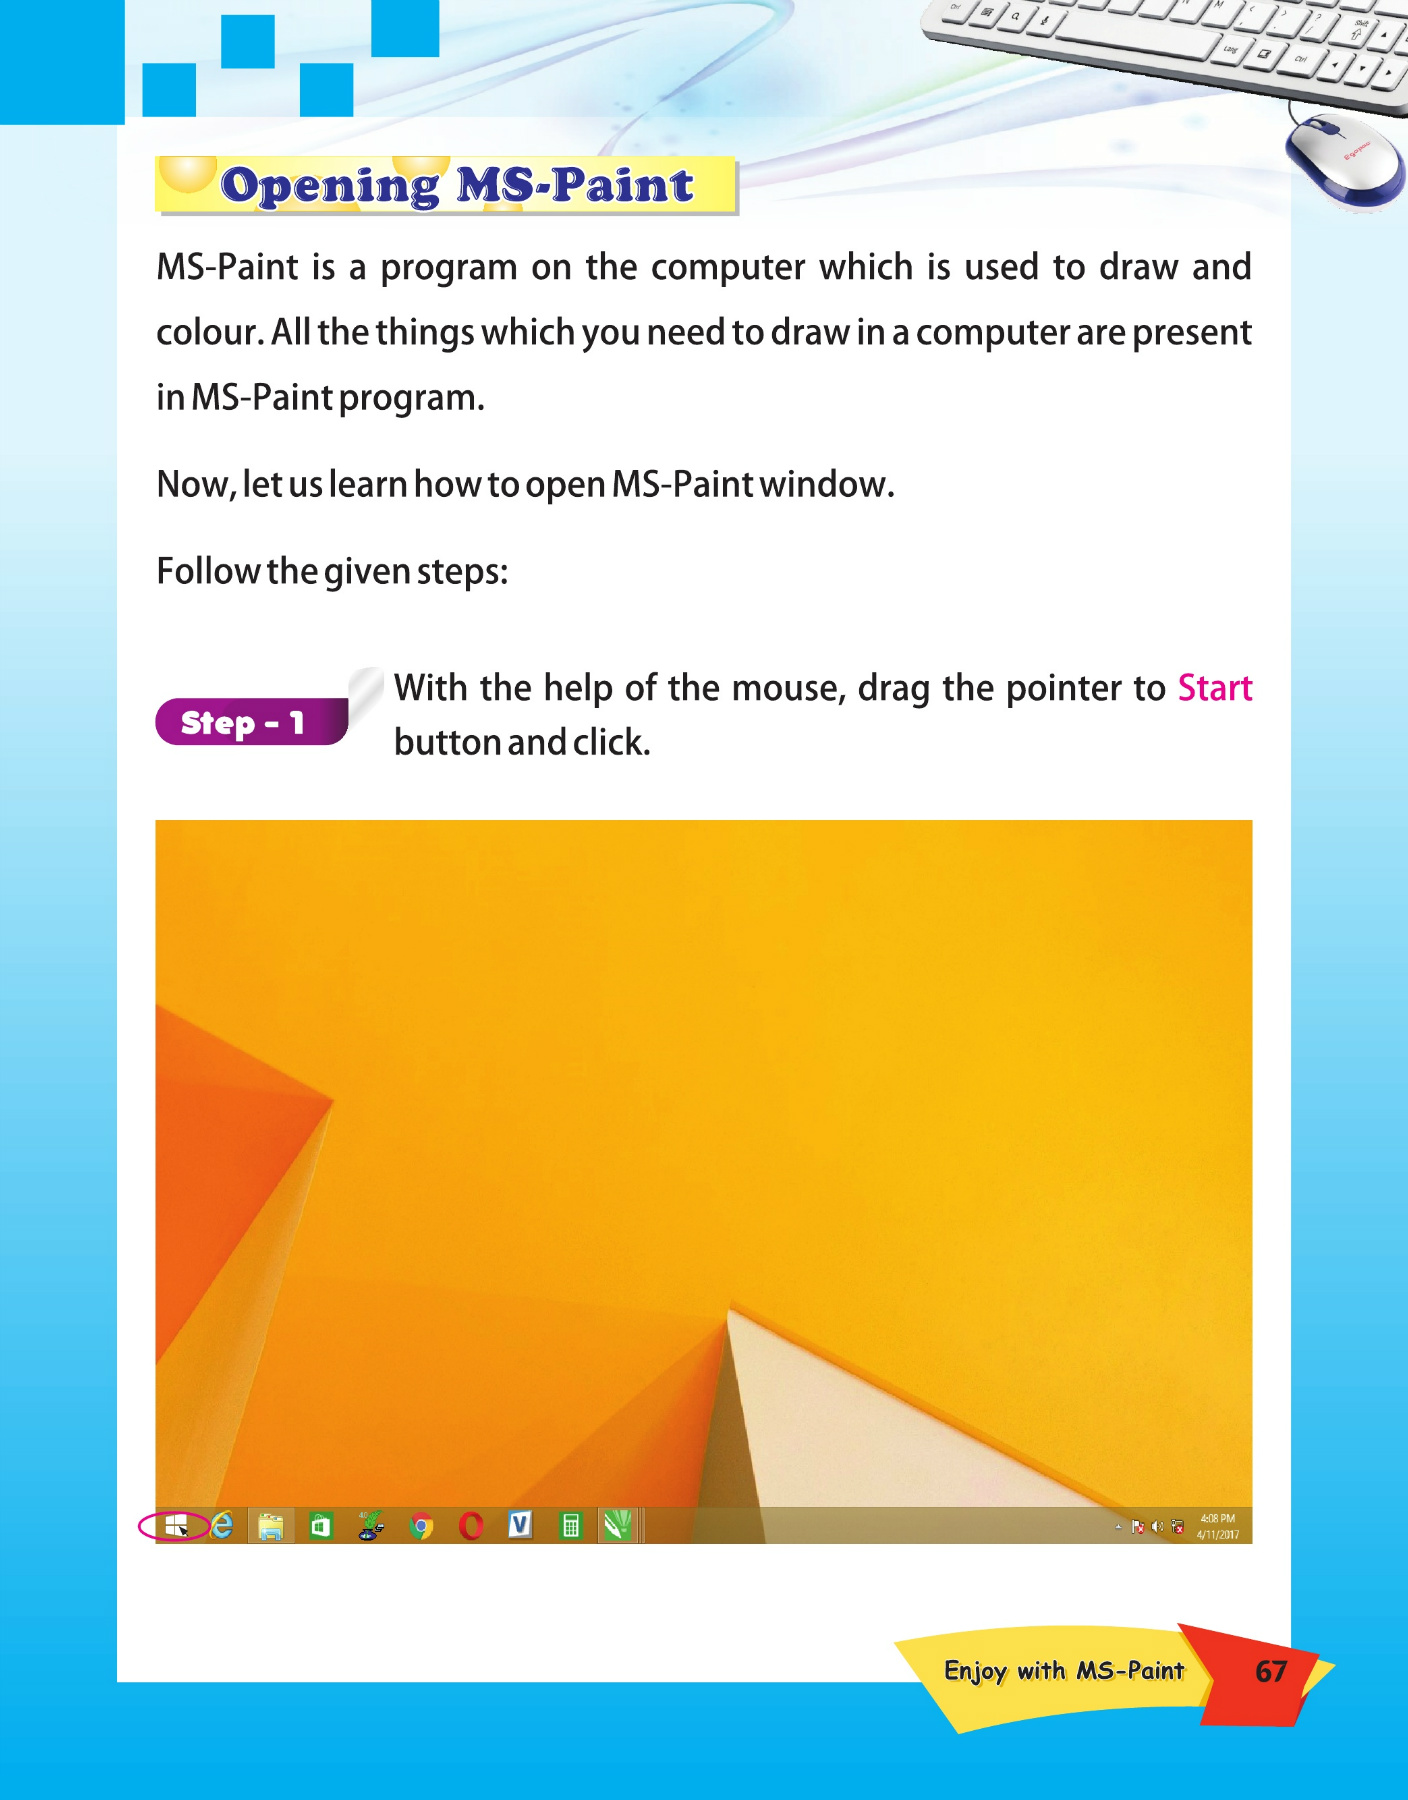 Opening MS-Paint
MS-Paint is a program on the computer which is used to draw and
colour. All the things which you need to draw in a computer are present
in MS-Paint program.
Now, let us learn how to open MS-Paint window.
Follow the given steps:
Step - 1
With the help of the mouse, drag the pointer to Start
button and click.
4:08 PM
4/11/2017
Enjoy with MS-Paint
67